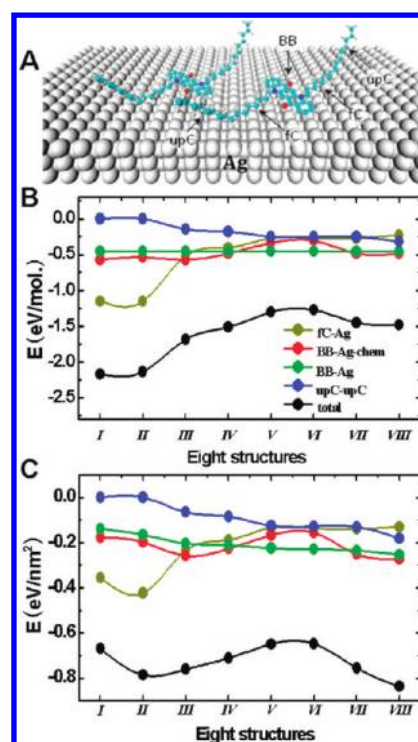 A
BB
upC
fC
upC
fC
Ag
B
E (eV/mol.)
0.0
-0.5
-1.0
-1.5
-2.0
-2.5
fC-Ag
BB-Ag-chem
BB-Ag
upC-upC
total
I II III IV V VI VII VIII
Eight structures
C
E (eV/nm²)
0.0
-0.2
-0.4
-0.6
-0.8
I II III IV V VI VII VIII
Eight structures